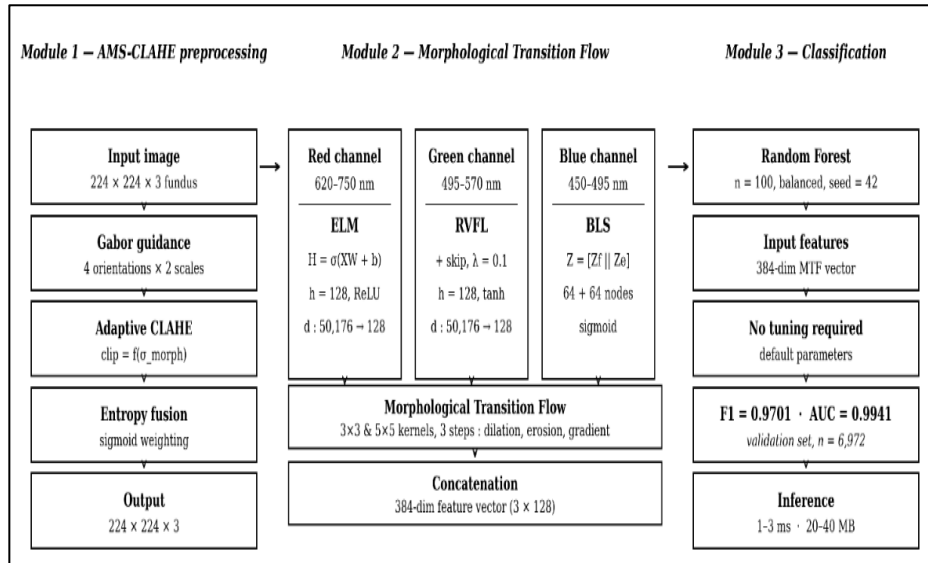 Module 1 — AMS-CLAHE preprocessing
Module 2 — Morphological Transition Flow
Module 3 — Classification
Input image
224 × 224 × 3 fundus
Gabor guidance
4 orientations × 2 scales
Adaptive CLAHE
clip = f(σ_morph)
Entropy fusion
sigmoid weighting
Output
224 × 224 × 3
→
Red channel
620–750 nm
ELM
H = σ(XW + b)
h = 128, ReLU
d : 50,176 → 128
Green channel
495–570 nm
RVFL
+ skip, λ = 0.1
h = 128, tanh
d : 50,176 → 128
Blue channel
450–495 nm
BLS
Z = [Zf || Ze]
64 + 64 nodes
sigmoid
Morphological Transition Flow
3×3 & 5×5 kernels, 3 steps : dilation, erosion, gradient
Concatenation
384-dim feature vector (3 × 128)
→
Random Forest
n = 100, balanced, seed = 42
Input features
384-dim MTF vector
No tuning required
default parameters
F1 = 0.9701 · AUC = 0.9941
validation set, n = 6,972
Inference
1–3 ms · 20–40 MB